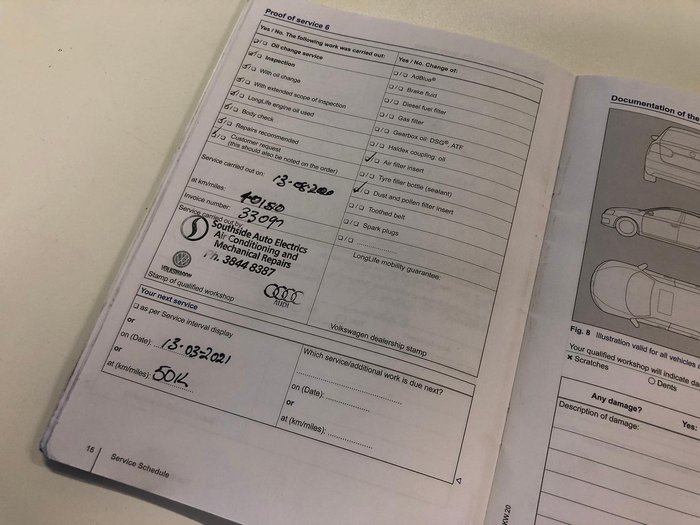 Proof of service 6
Yes / No. The following work was carried out:
☐/☐ Oil change service
✓/☐ Inspection
✓/☐ With oil change
✓/☐ With extended scope of inspection
✓/☐ LongLife engine oil used
✓/☐ Body check
✓/☐ Repairs recommended
✓/☐ Customer request
(this should also be noted on the order)
Service carried out on: 13-08-2020
at km/miles: 40150
Invoice number: 33097
Service carried out by
Southside Auto Electrics
Air Conditioning and
Mechanical Repairs
Ph. 3844 8387
VOLKSWAGEN
AUDI
Stamp of qualified workshop
Yes / No. Change of:
☐/☐ AdBlue®
☐/☐ Brake fluid
☐/☐ Diesel fuel filter
☐/☐ Gas filter
☐/☐ Gearbox oil: DSG®, ATF
☐/☐ Haldex coupling: oil
✓/☐ Air filter insert
☐/☐ Tyre filler bottle (sealant)
✓/☐ Dust and pollen filter insert
☐/☐ Toothed belt
☐/☐ Spark plugs
☐/☐ ....................
LongLife mobility guarantee:
Volkswagen dealership stamp
Your next service
☐ as per Service interval display
or
on (Date): 13-03-2021
or
at (km/miles): 50K
Which service/additional work is due next?
on (Date): ....................
or
at (km/miles): ....................
16
Service Schedule
Documentation of the
Fig. 8 Illustration valid for all vehicles
Your qualified workshop will indicate da
× Scratches
○ Dents
Any damage? Yes:
Description of damage:
KW.20